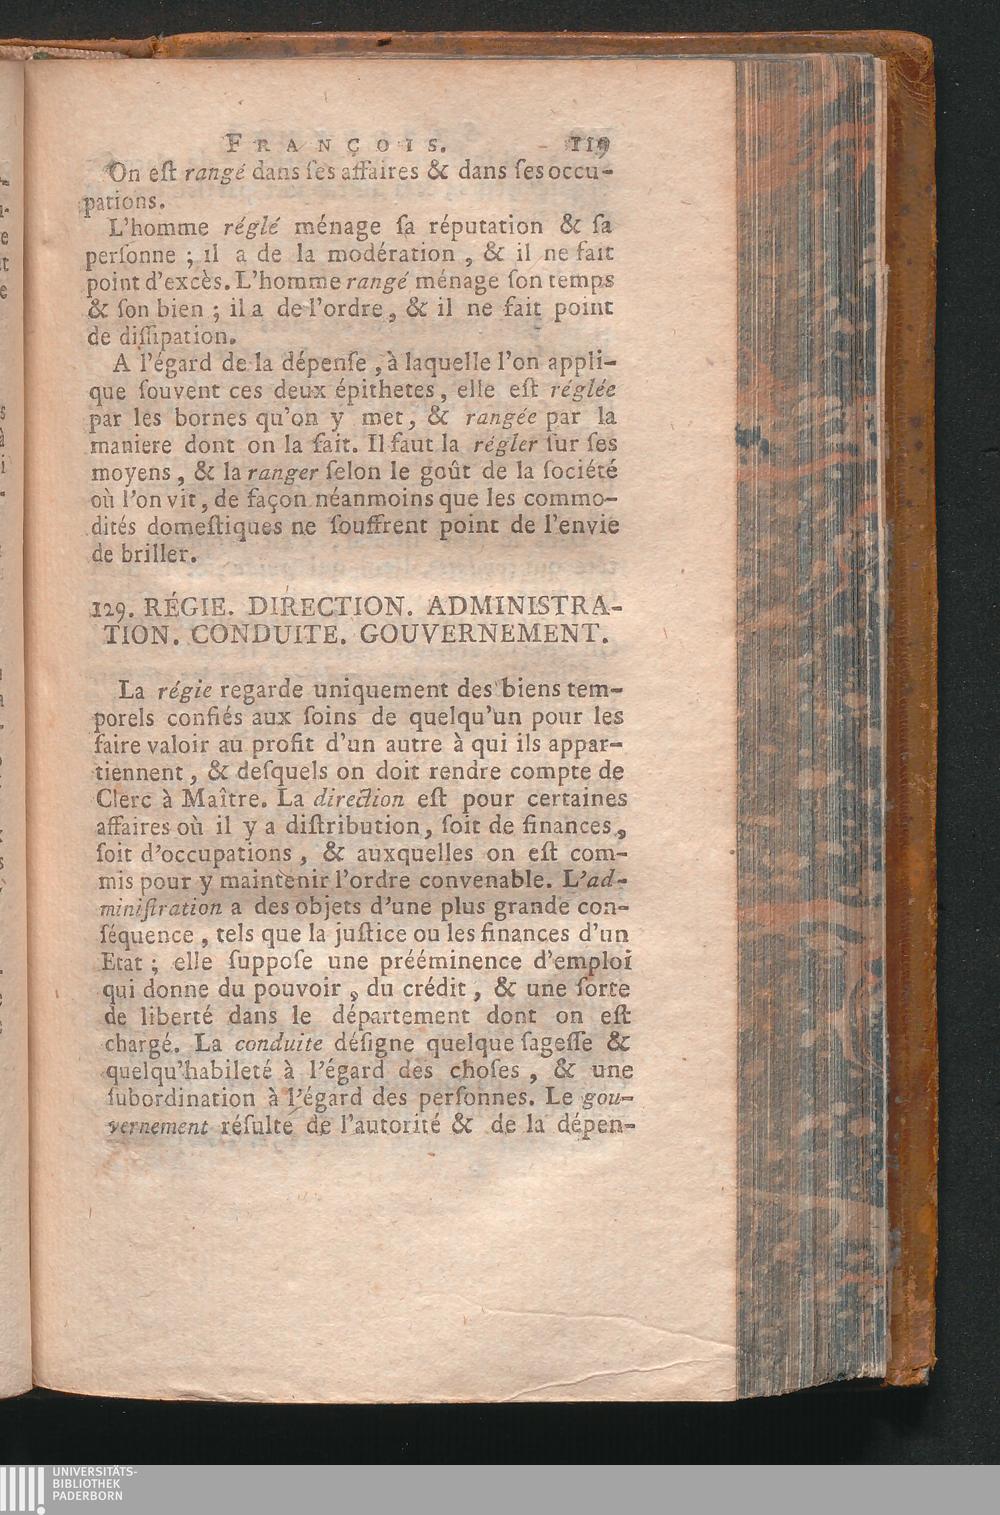 FRANÇOIS. 119
On eſt rangé dans ſes affaires & dans ſes occu-
pations.
L'homme réglé ménage ſa réputation & ſa
perſonne ; il a de la modération , & il ne fait
point d'excès. L'homme rangé ménage ſon temps
& ſon bien ; il a de l'ordre , & il ne fait point
de diſſipation.
A l'égard de la dépenſe , à laquelle l'on appli-
que ſouvent ces deux épithetes , elle eſt réglée
par les bornes qu'on y met, & rangée par la
maniere dont on la fait. Il faut la régler ſur ſes
moyens , & la ranger ſelon le goût de la ſociété
où l'on vit, de façon néanmoins que les commo-
dités domeſtiques ne ſouffrent point de l'envie
de briller.
129. RÉGIE. DIRECTION. ADMINISTRA-
TION. CONDUITE. GOUVERNEMENT.
La régie regarde uniquement des biens tem-
porels confiés aux ſoins de quelqu'un pour les
faire valoir au profit d'un autre à qui ils appar-
tiennent , & deſquels on doit rendre compte de
Clerc à Maître. La direction eſt pour certaines
affaires où il y a diſtribution, ſoit de finances,
ſoit d'occupations , & auxquelles on eſt com-
mis pour y maintenir l'ordre convenable. L'ad-
miniſtration a des objets d'une plus grande con-
ſéquence , tels que la juſtice ou les finances d'un
Etat ; elle ſuppoſe une prééminence d'emploi
qui donne du pouvoir , du crédit , & une ſorte
de liberté dans le département dont on eſt
chargé. La conduite déſigne quelque ſageſſe &
quelqu'habileté à l'égard des choſes , & une
ſubordination à l'égard des perſonnes. Le gou-
vernement réſulte de l'autorité & de la dépen-
UNIVERSITÄTS-
BIBLIOTHEK
PADERBORN